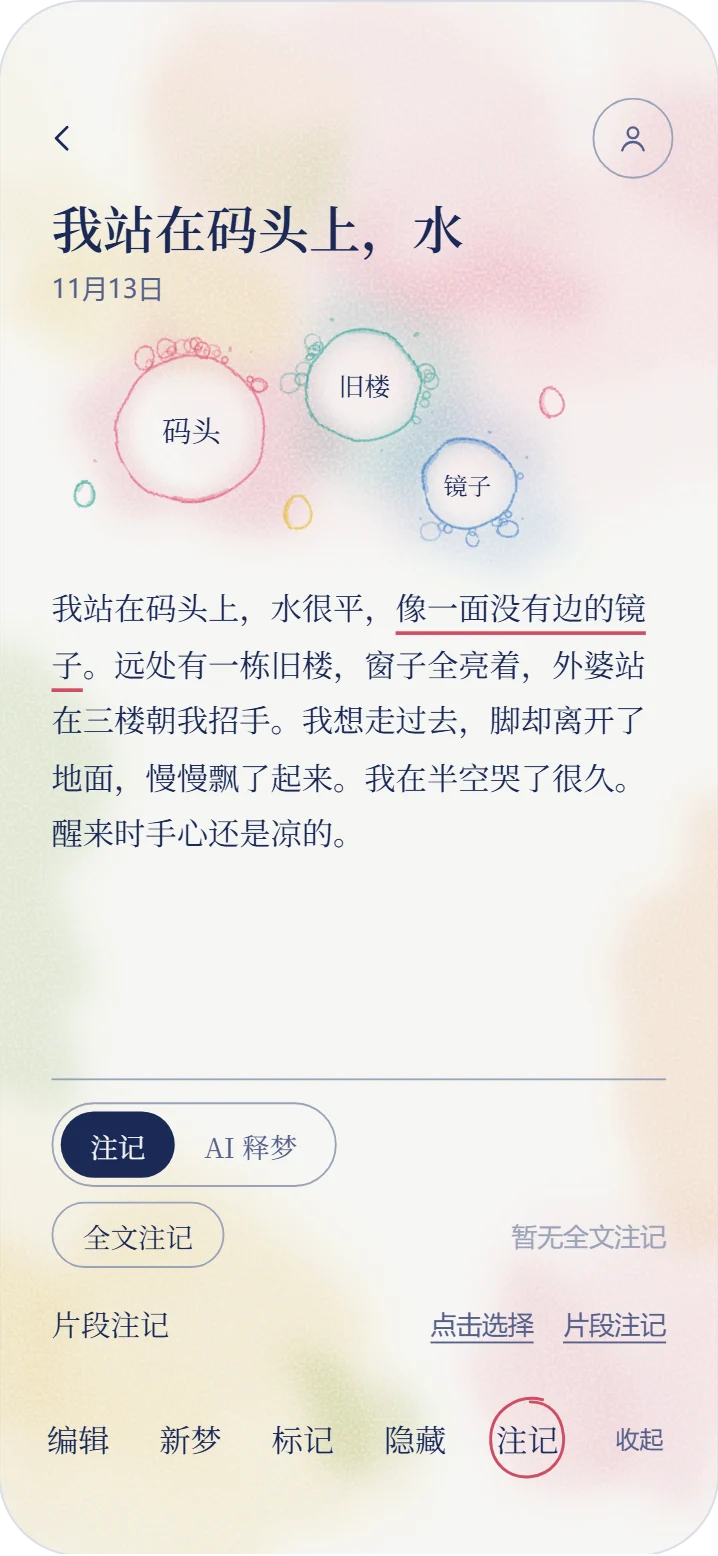 我站在码头上，水
11月13日
码头
旧楼
镜子
我站在码头上，水很平，像一面没有边的镜
子。远处有一栋旧楼，窗子全亮着，外婆站
在三楼朝我招手。我想走过去，脚却离开了
地面，慢慢飘了起来。我在半空哭了很久。
醒来时手心还是凉的。
注记 AI 释梦
全文注记 暂无全文注记
片段注记 点击选择 片段注记
编辑 新梦 标记 隐藏 注记 收起